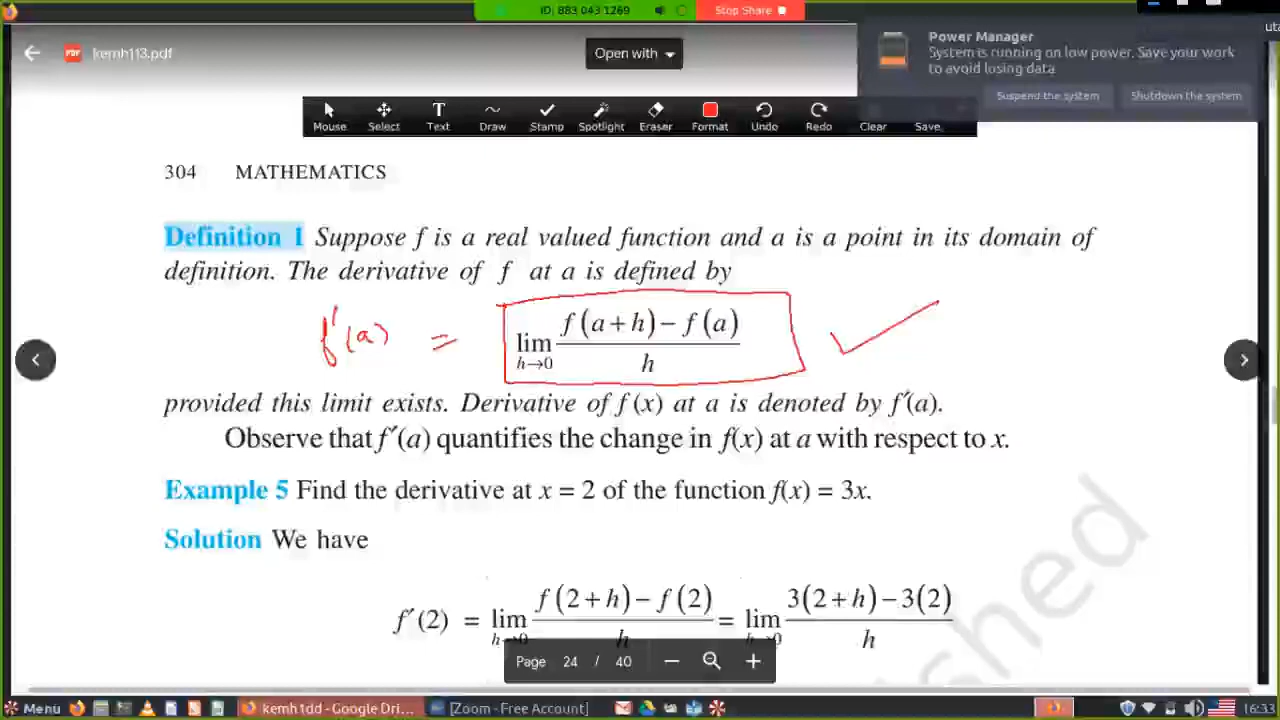 ID: 883 043 1269
Stop Share
kemh113.pdf
Open with
Power Manager
System is running on low power. Save your work
to avoid losing data
Suspend the system
Shutdown the system
Mouse
Select
Text
Draw
Stamp
Spotlight
Eraser
Format
Undo
Redo
Clear
Save
304 MATHEMATICS
Definition 1 Suppose f is a real valued function and a is a point in its domain of
definition. The derivative of f at a is defined by
f'(a) = lim h→0 f(a+h)−f(a) / h
provided this limit exists. Derivative of f (x) at a is denoted by f′(a).
Observe that f′(a) quantifies the change in f(x) at a with respect to x.
Example 5 Find the derivative at x = 2 of the function f(x) = 3x.
Solution We have
f′(2) = lim h→0 f(2+h)−f(2) / h = lim h→0 3(2+h)−3(2) / h
Page 24 / 40
shed
Menu
kemh1dd - Google Dri...
[Zoom - Free Account]
16:33